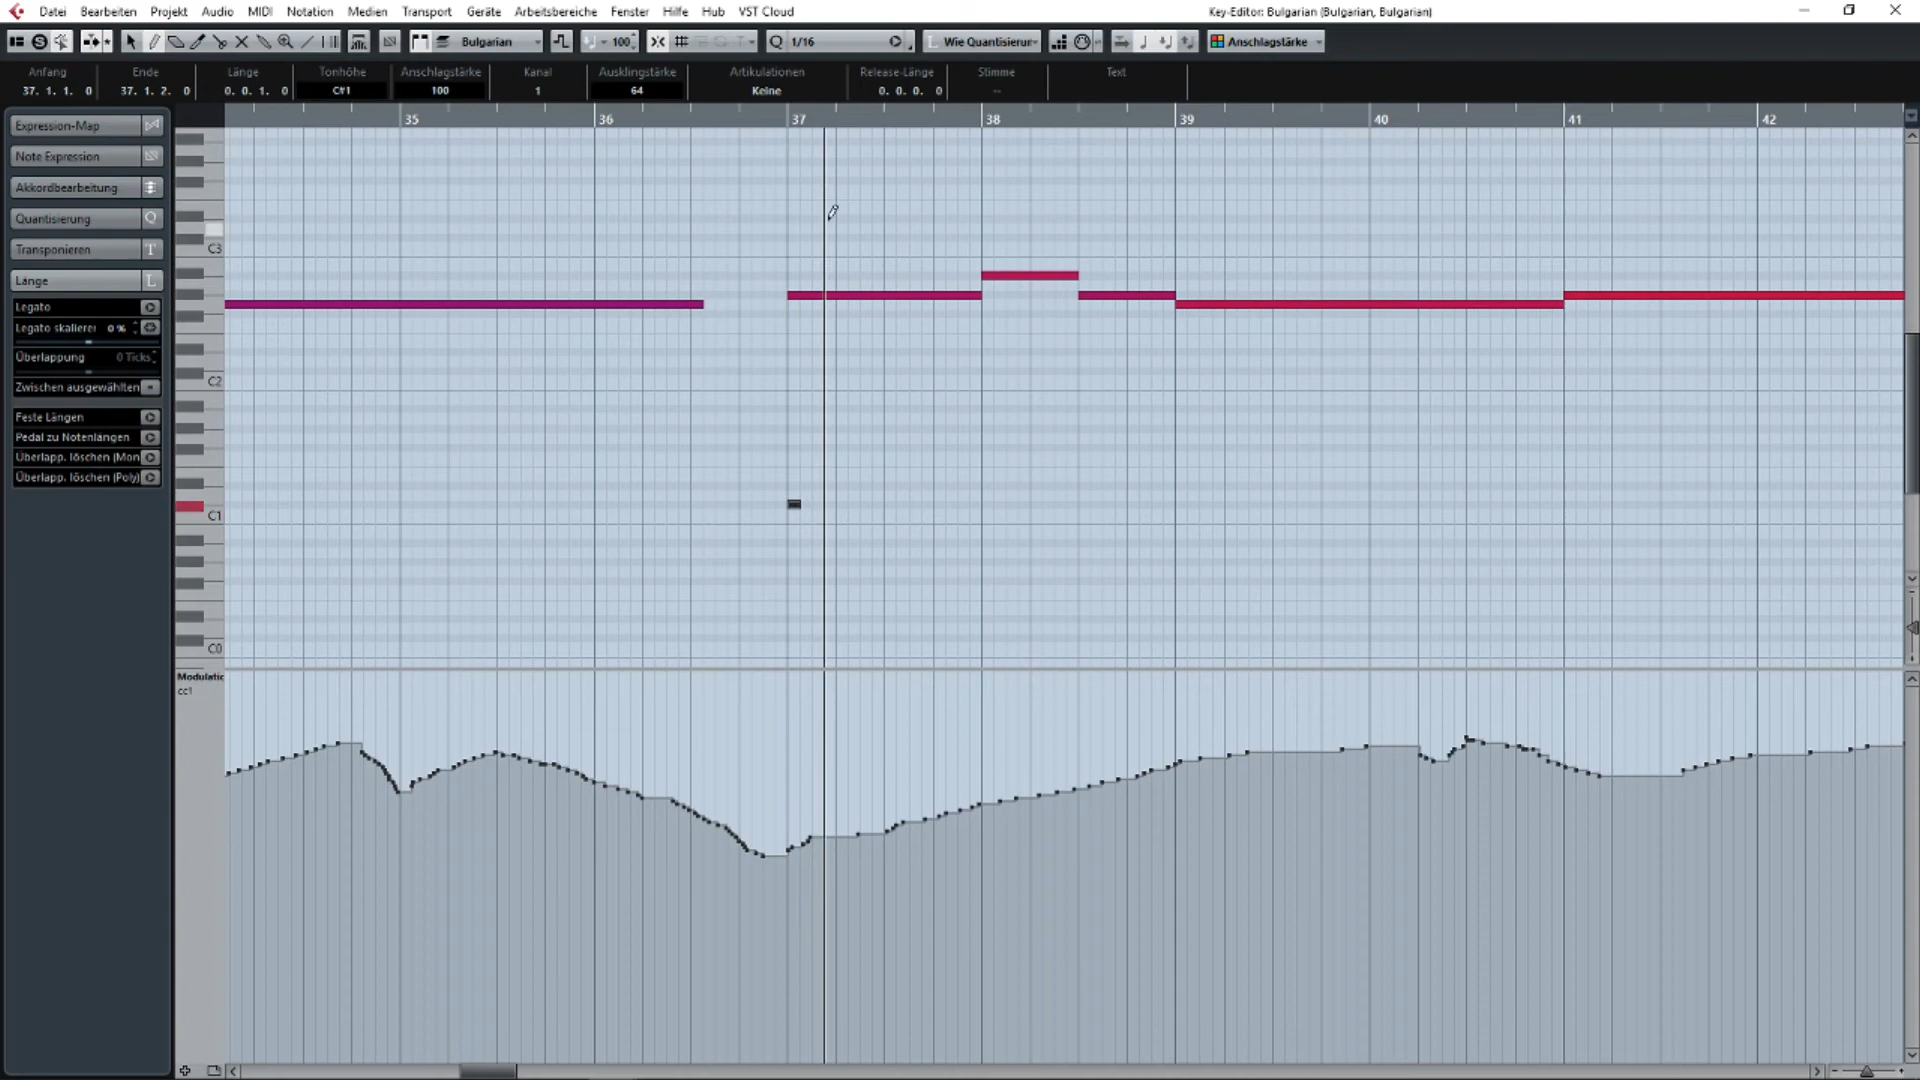 Datei Bearbeiten Projekt Audio MIDI Notation Medien Transport Geräte Arbeitsbereiche Fenster Hilfe Hub VST Cloud Key-Editor: Bulgarian (Bulgarian, Bulgarian)
Bulgarian 100 Q 1/16 L Wie Quantisierur Anschlagstärke
Anfang Ende Länge Tonhöhe Anschlagstärke Kanal Ausklingstärke Artikulationen Release-Länge Stimme Text
37. 1. 1. 0 37. 1. 2. 0 0. 0. 1. 0 C#1 100 1 64 Keine 0. 0. 0. 0 --
35 36 37 38 39 40 41 42
Expression-Map
Note Expression
Akkordbearbeitung
Quantisierung Q
Transponieren T
Länge L
Legato
Legato skalierer 0 %
Überlappung 0 Ticks
Zwischen ausgewählten
Feste Längen
Pedal zu Notenlängen
Überlapp. löschen (Mon
Überlapp. löschen (Poly)
C3
C2
C1
C0
Modulatic
cc1